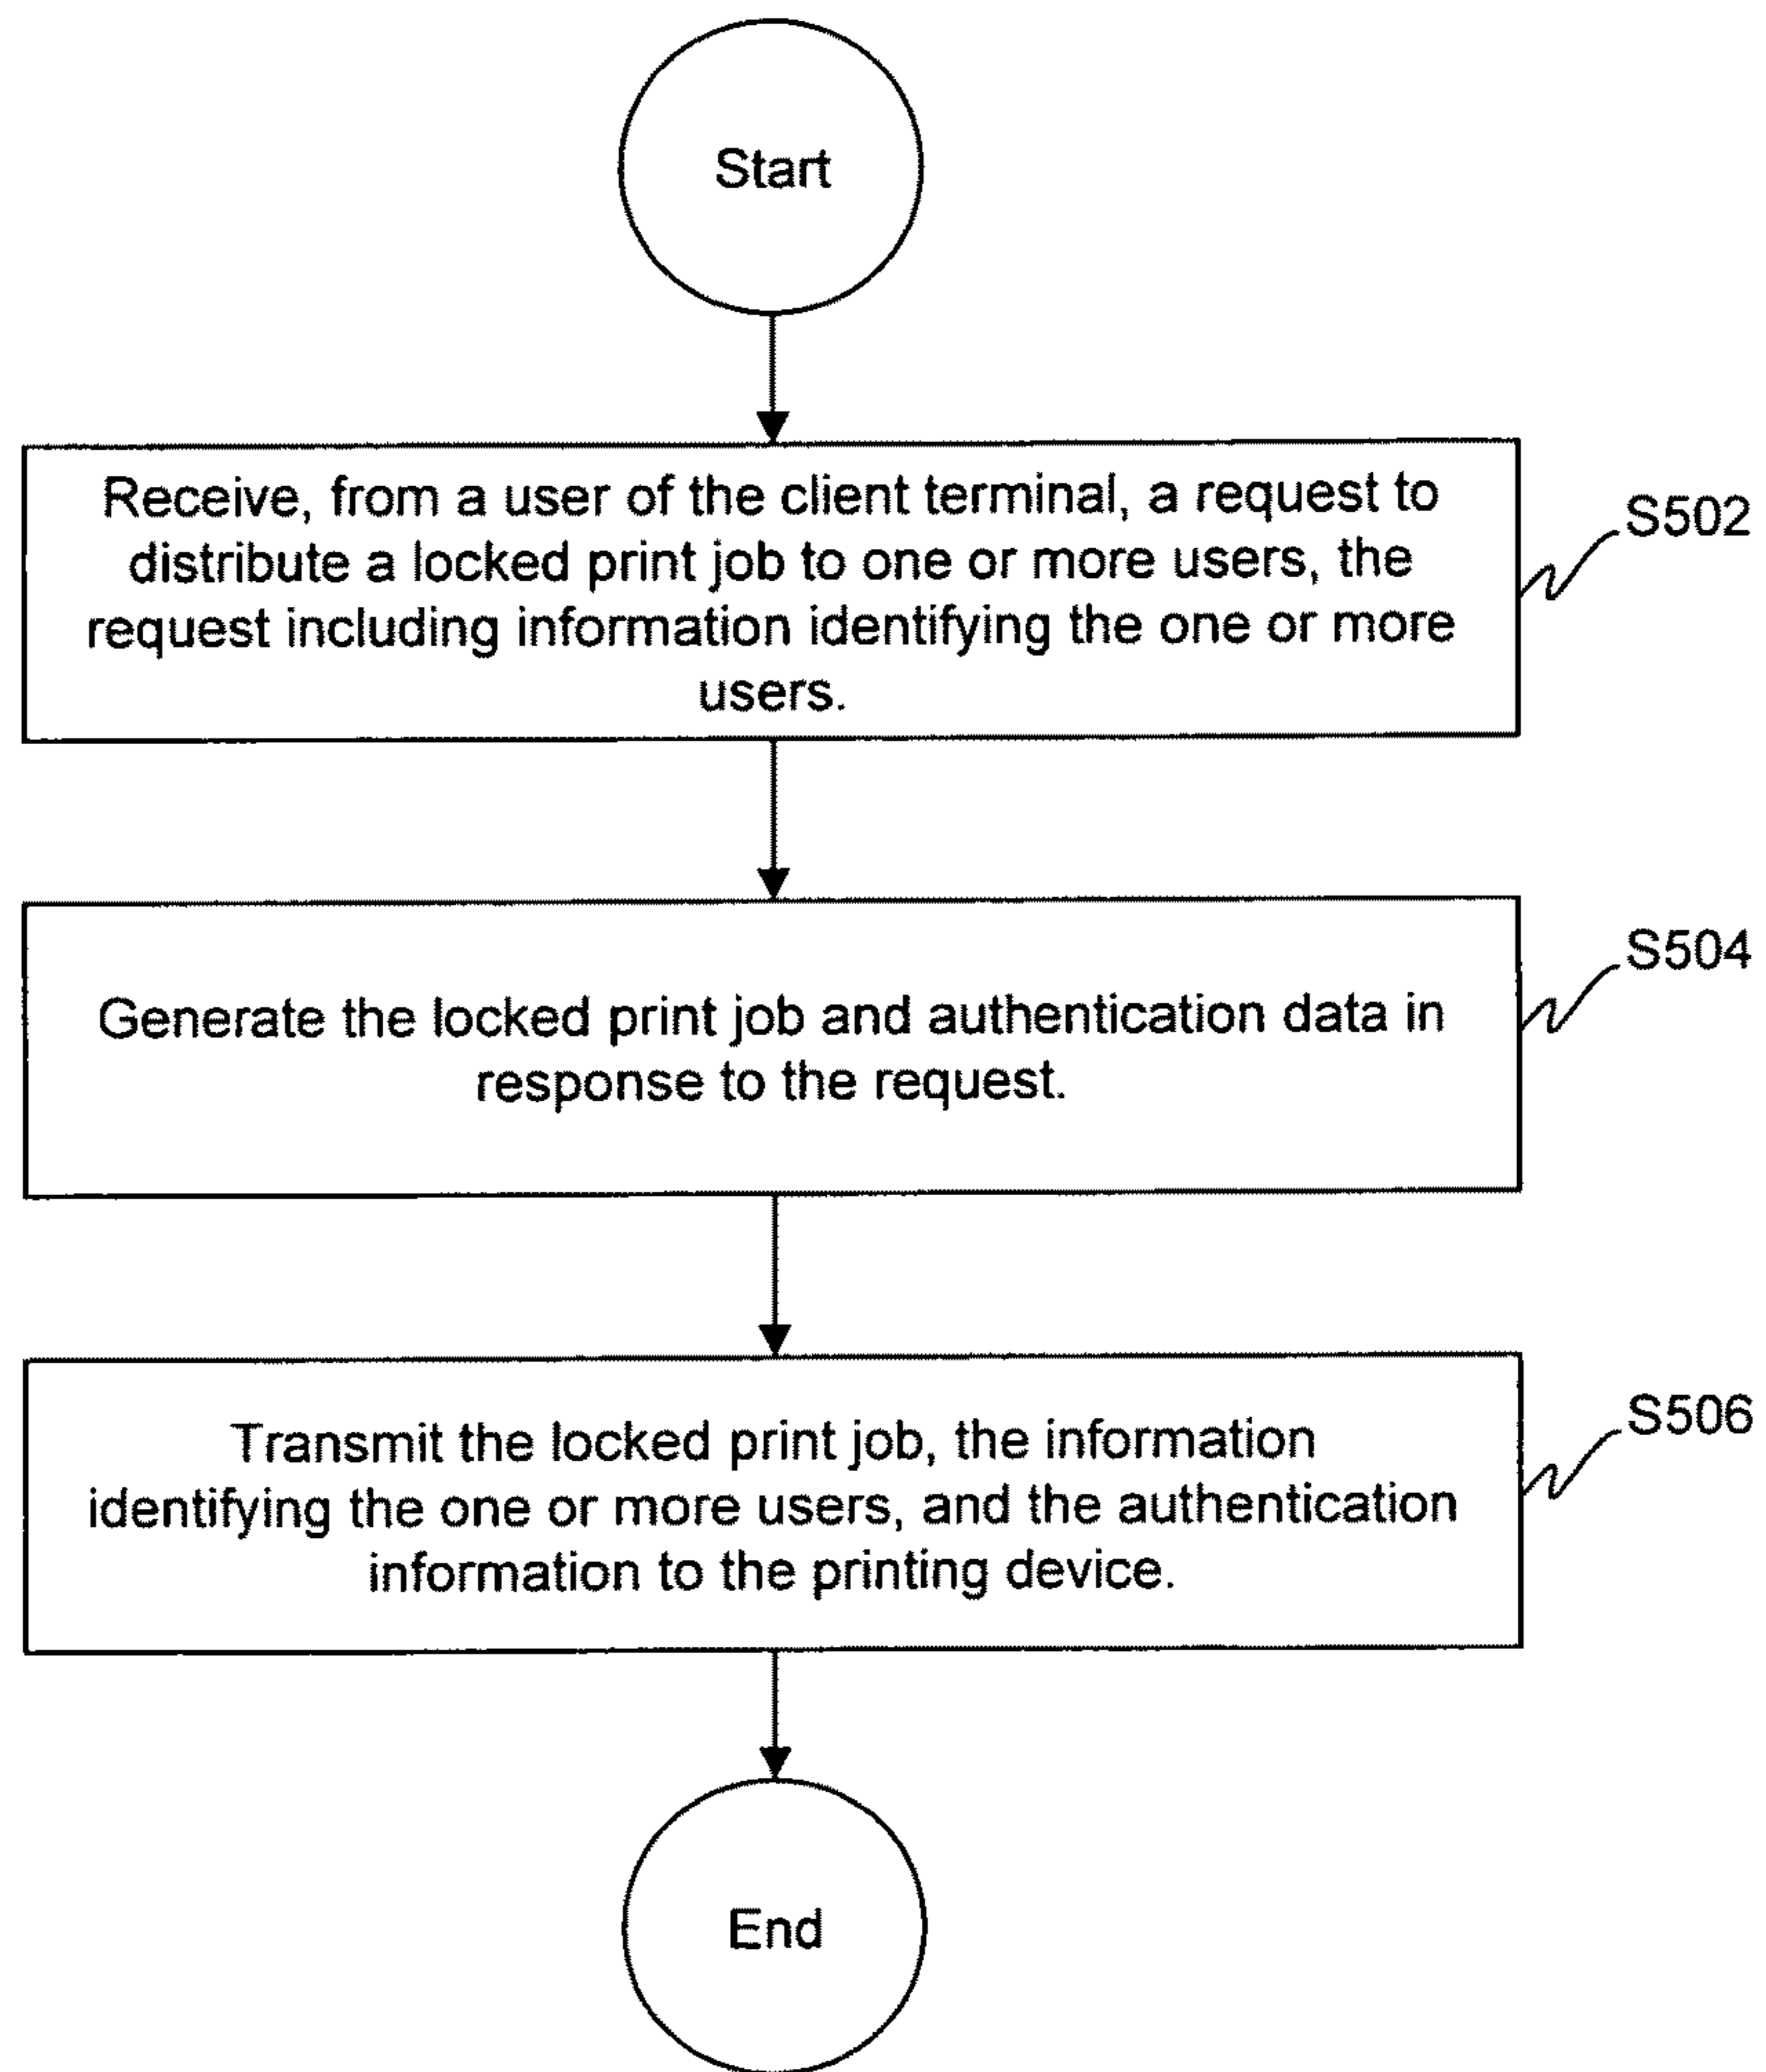 Start
Receive, from a user of the client terminal, a request to
distribute a locked print job to one or more users, the
request including information identifying the one or more
users.
S502
Generate the locked print job and authentication data in
response to the request.
S504
Transmit the locked print job, the information
identifying the one or more users, and the authentication
information to the printing device.
S506
End